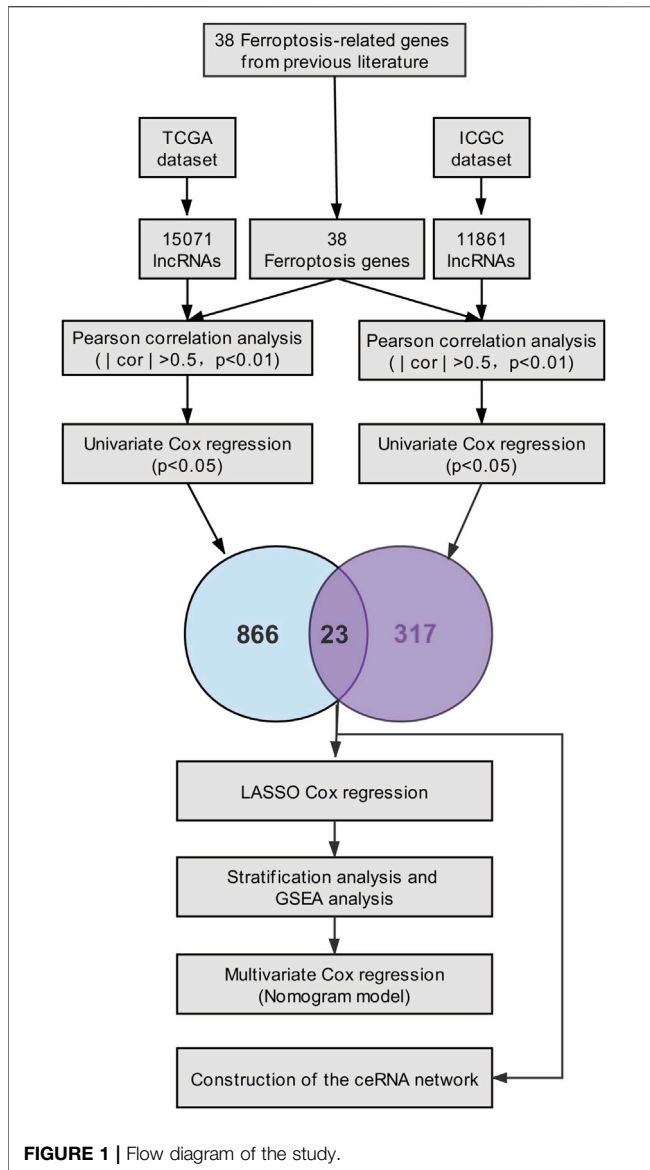 38 Ferroptosis-related genes
from previous literature
TCGA
dataset
ICGC
dataset
15071
lncRNAs
38
Ferroptosis genes
11861
lncRNAs
Pearson correlation analysis
( | cor | >0.5，p<0.01)
Pearson correlation analysis
( | cor | >0.5，p<0.01)
Univariate Cox regression
(p<0.05)
Univariate Cox regression
(p<0.05)
866
23
317
LASSO Cox regression
Stratification analysis and
GSEA analysis
Multivariate Cox regression
(Nomogram model)
Construction of the ceRNA network
FIGURE 1 | Flow diagram of the study.